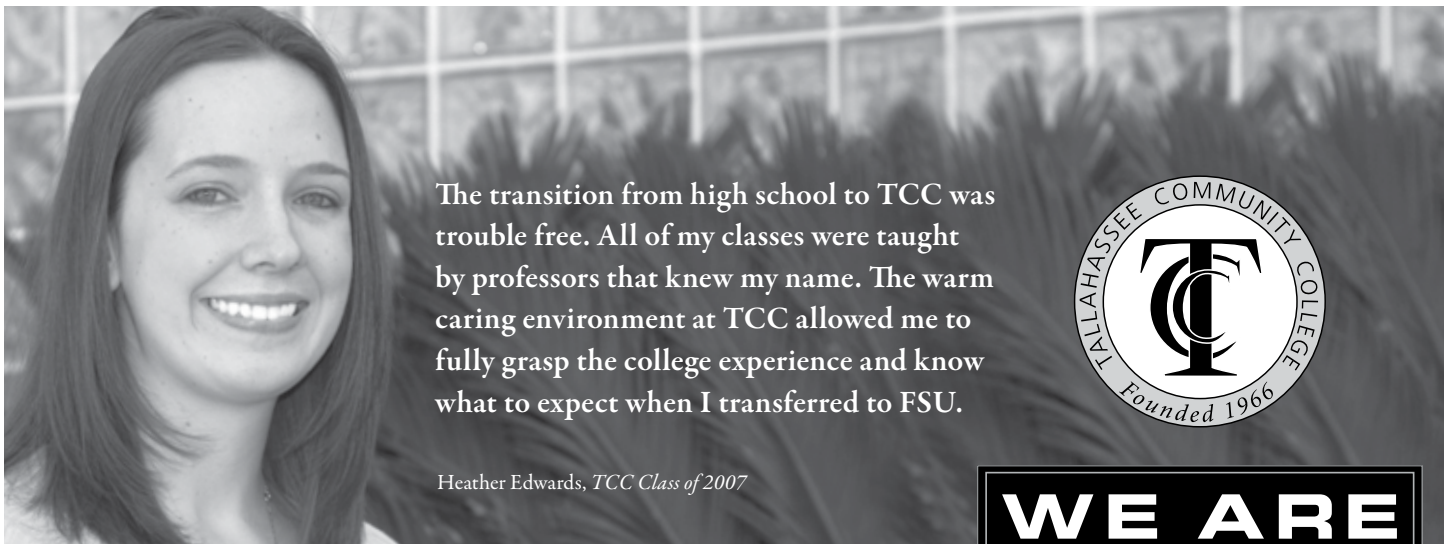 The transition from high school to TCC was
trouble free. All of my classes were taught
by professors that knew my name. The warm
caring environment at TCC allowed me to
fully grasp the college experience and know
what to expect when I transferred to FSU.
Heather Edwards, TCC Class of 2007
TALLAHASSEE COMMUNITY COLLEGE
TCC
Founded 1966
WE ARE